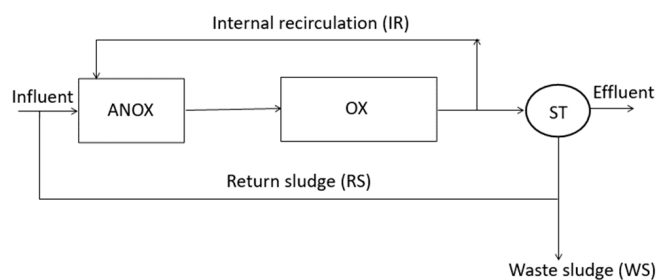 Internal recirculation (IR)
Influent
ANOX
OX
ST
Effluent
Return sludge (RS)
Waste sludge (WS)